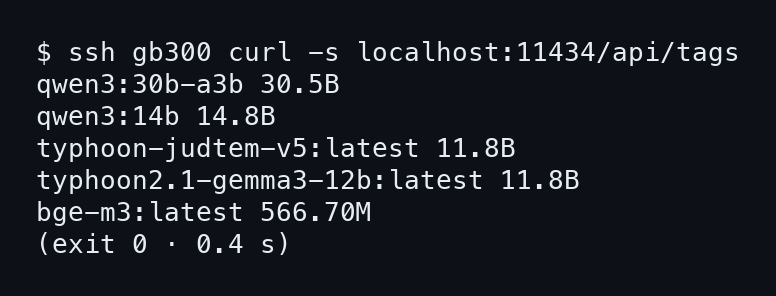 $ ssh gb300 curl -s localhost:11434/api/tags
qwen3:30b-a3b 30.5B
qwen3:14b 14.8B
typhoon-judtem-v5:latest 11.8B
typhoon2.1-gemma3-12b:latest 11.8B
bge-m3:latest 566.70M
(exit 0 · 0.4 s)